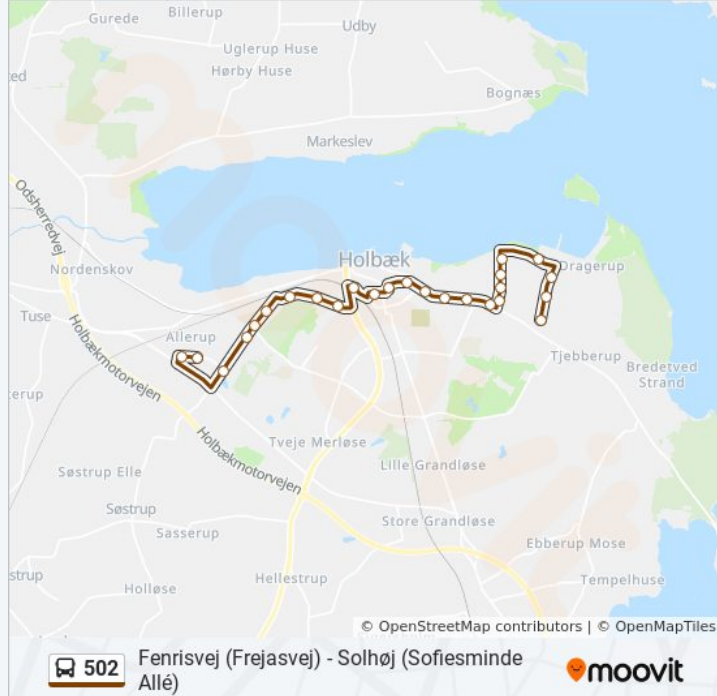 Gurede
Billerup
Udby
Uglerup Huse
Hørby Huse
Bognæs
Markeslev
Odsherredvej
Holbæk
Nordenskov
Dragerup
Tuse
Allerup
Holbækmotorvejen
Tjebberup
Bredetved
Strand
Holbækmotorvejen
Tveje Merløse
Lille Grandløse
Søstrup Elle
Søstrup
Store Grandløse
Sasserup
Ebberup Mose
Hellestrup
Tempelhuse
Holløse
© OpenStreetMap contributors | © OpenMapTiles
502
Fenrisvej (Frejasvej) - Solhøj (Sofiesminde
Allé)
moovit